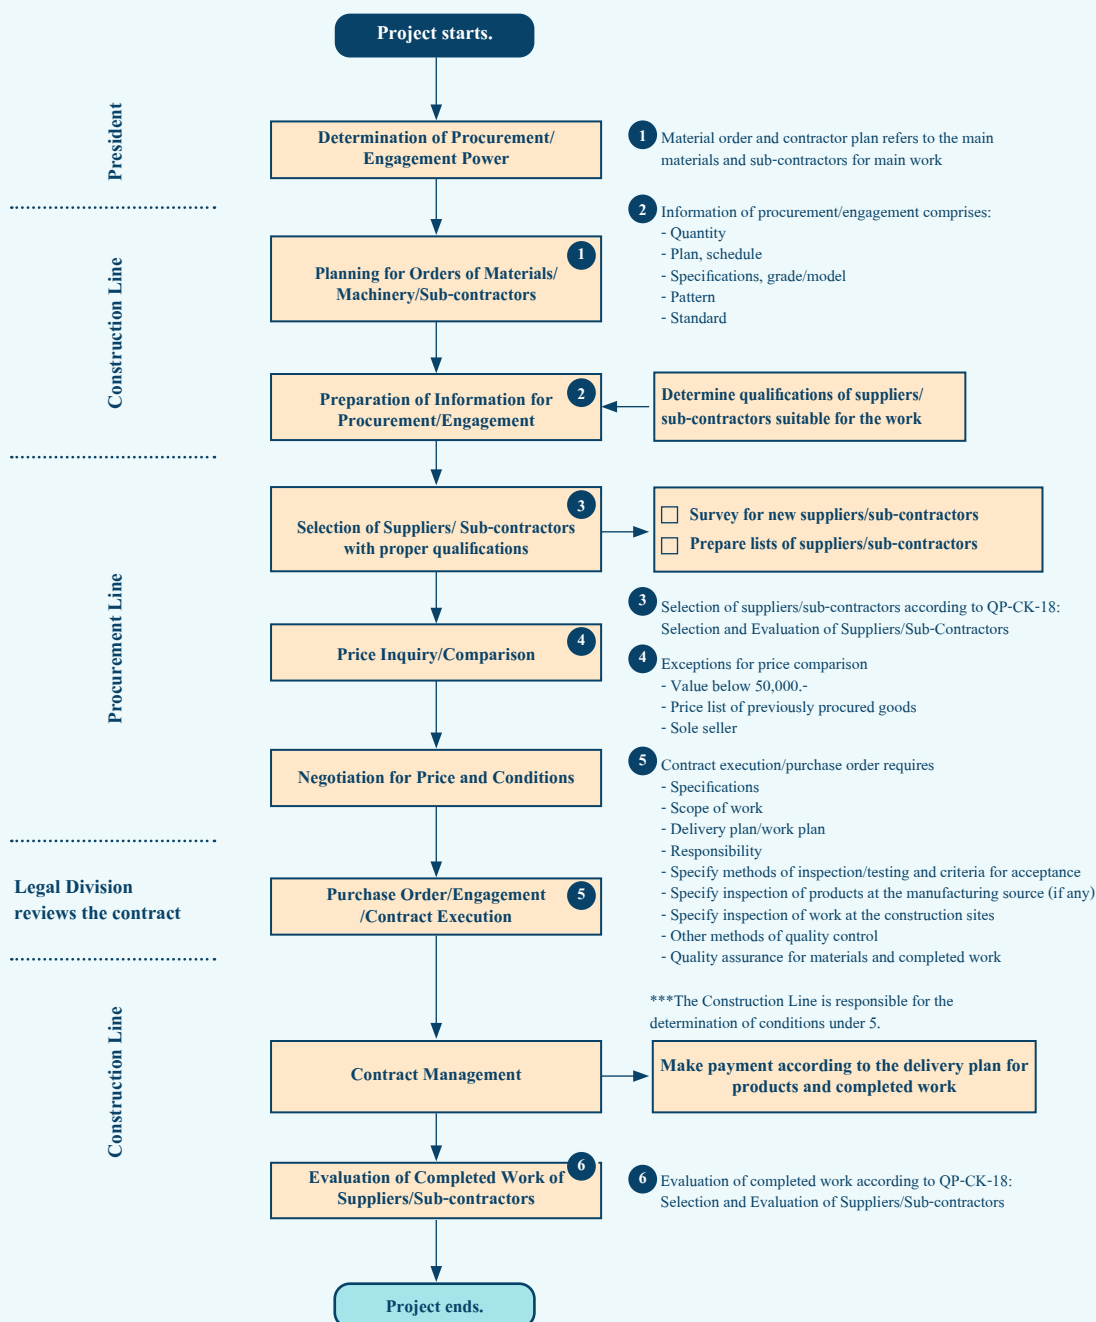 Project starts.
President
Determination of Procurement/
Engagement Power
1 Material order and contractor plan refers to the main
materials and sub-contractors for main work
Construction Line
1
Planning for Orders of Materials/
Machinery/Sub-contractors
2 Information of procurement/engagement comprises:
- Quantity
- Plan, schedule
- Specifications, grade/model
- Pattern
- Standard
2
Preparation of Information for
Procurement/Engagement
Determine qualifications of suppliers/
sub-contractors suitable for the work
Procurement Line
3
Selection of Suppliers/ Sub-contractors
with proper qualifications
Survey for new suppliers/sub-contractors
Prepare lists of suppliers/sub-contractors
3 Selection of suppliers/sub-contractors according to QP-CK-18:
Selection and Evaluation of Suppliers/Sub-Contractors
4
Price Inquiry/Comparison
4 Exceptions for price comparison
- Value below 50,000.-
- Price list of previously procured goods
- Sole seller
Negotiation for Price and Conditions
5 Contract execution/purchase order requires
- Specifications
- Scope of work
- Delivery plan/work plan
- Responsibility
- Specify methods of inspection/testing and criteria for acceptance
- Specify inspection of products at the manufacturing source (if any)
- Specify inspection of work at the construction sites
- Other methods of quality control
- Quality assurance for materials and completed work
Legal Division
reviews the contract
5
Purchase Order/Engagement
/Contract Execution
***The Construction Line is responsible for the
determination of conditions under 5.
Construction Line
Contract Management
Make payment according to the delivery plan for
products and completed work
6
Evaluation of Completed Work of
Suppliers/Sub-contractors
6 Evaluation of completed work according to QP-CK-18:
Selection and Evaluation of Suppliers/Sub-contractors
Project ends.